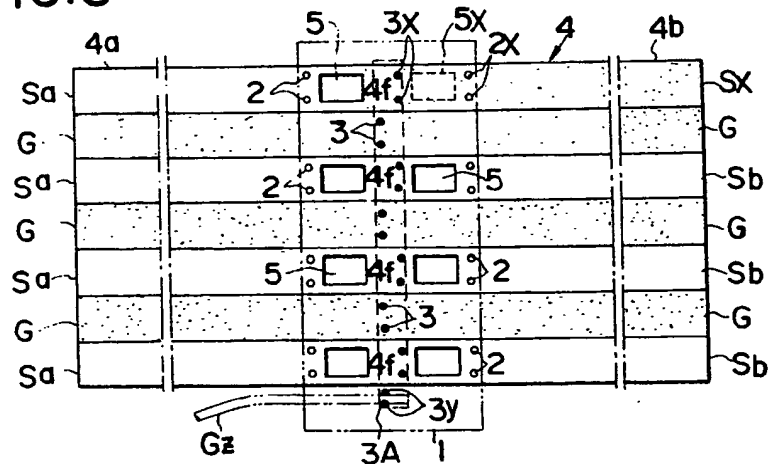 4a 5 3X 5X 4 4b
Sa 2 4f 2X SX
G 3 G
Sa 2 4f 5 Sb
G G
Sa 5 4f 2 Sb
G 3 G
Sa 4f 2 Sb
Gz 3A 3y 1